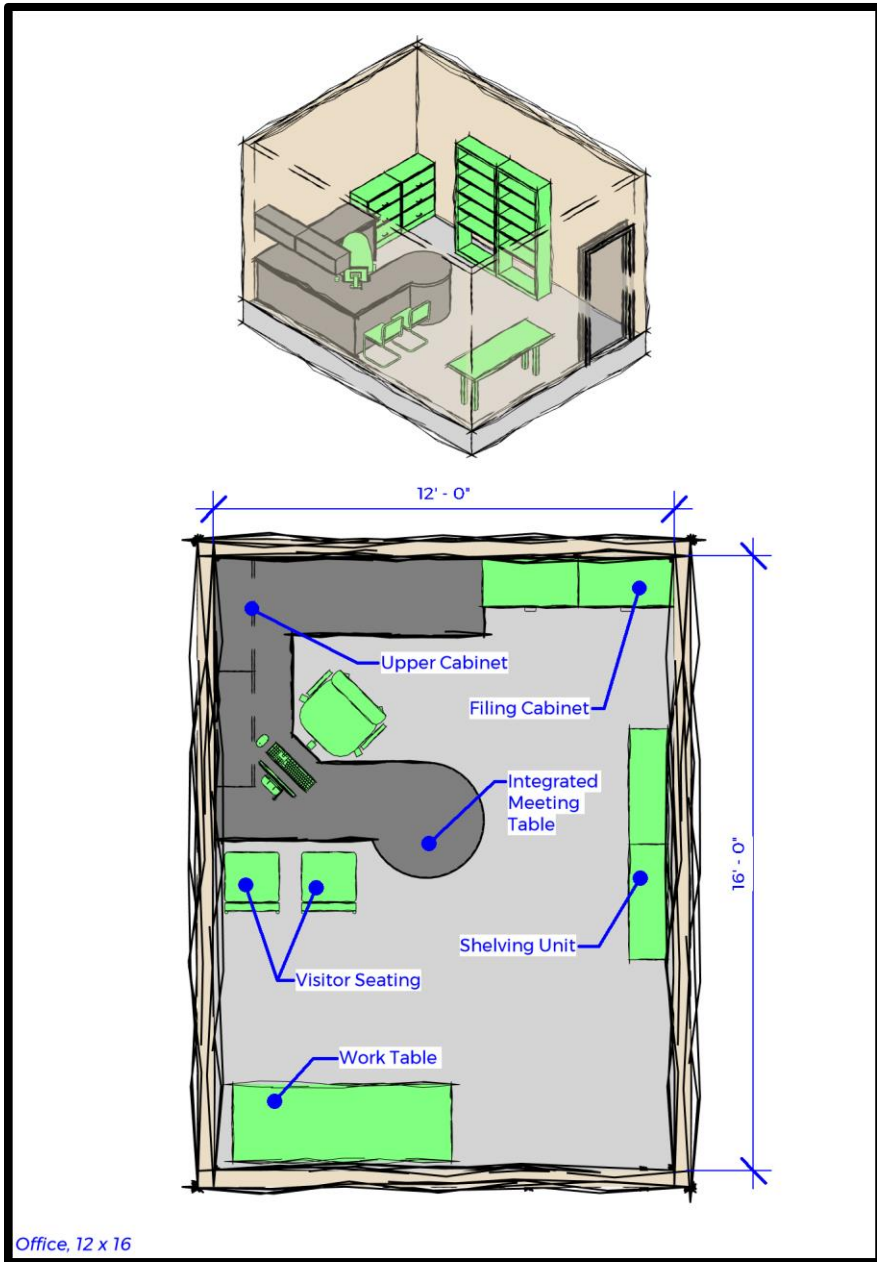 12' - 0"
Upper Cabinet
Filing Cabinet
Integrated
Meeting
Table
16' - 0"
Shelving Unit
Visitor Seating
Work Table
Office, 12 x 16